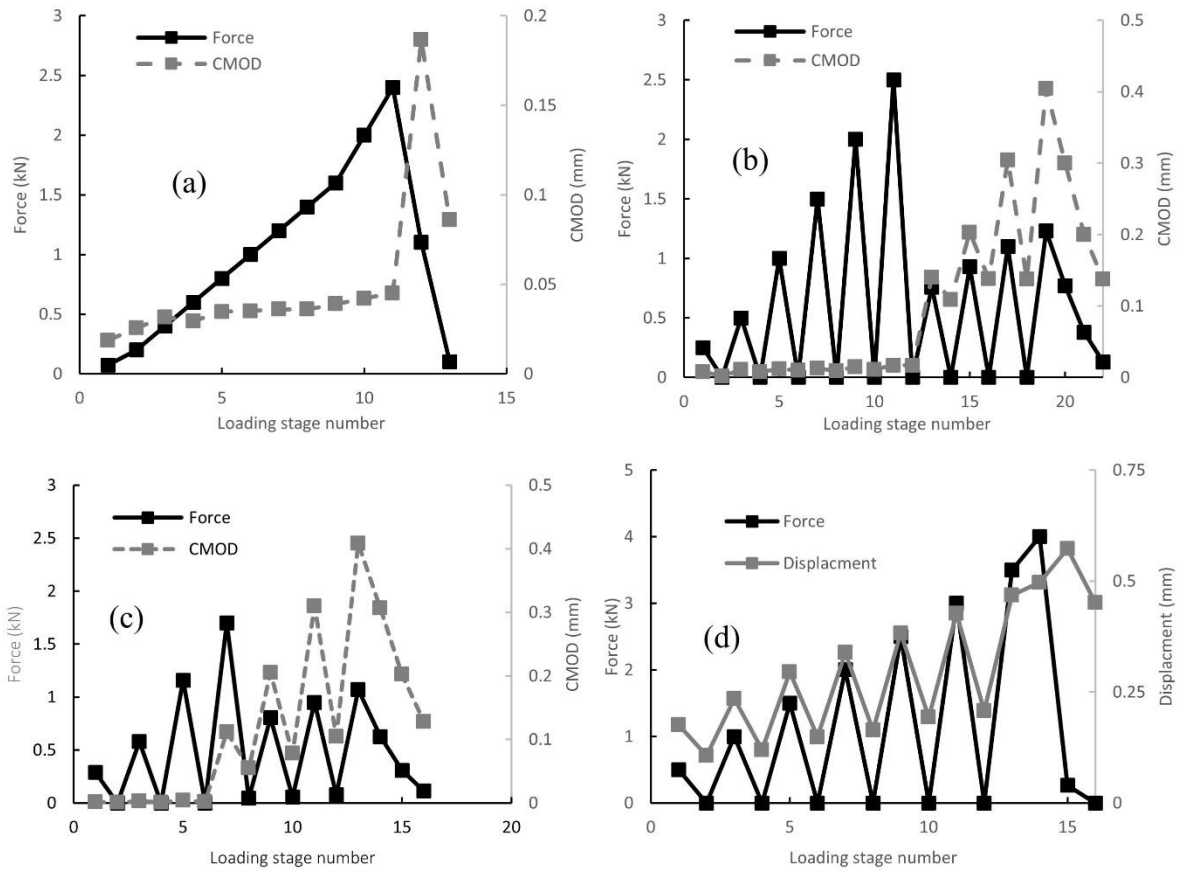 3
2.5
2
1.5
1
0.5
0
Force (kN)
Force
CMOD
(a)
0.2
0.15
0.1
0.05
0
CMOD (mm)
0 5 10 15
Loading stage number
3
2.5
2
1.5
1
0.5
0
Force (kN)
Force
CMOD
(b)
0.5
0.4
0.3
0.2
0.1
0
CMOD (mm)
0 5 10 15 20
Loading stage number
3
2.5
2
1.5
1
0.5
0
Force (kN)
Force
CMOD
(c)
0.5
0.4
0.3
0.2
0.1
0
CMOD (mm)
0 5 10 15 20
Loading stage number
5
4
3
2
1
0
Force (kN)
Force
Displacment
(d)
0.75
0.5
0.25
0
Displacment (mm)
0 5 10 15
Loading stage number